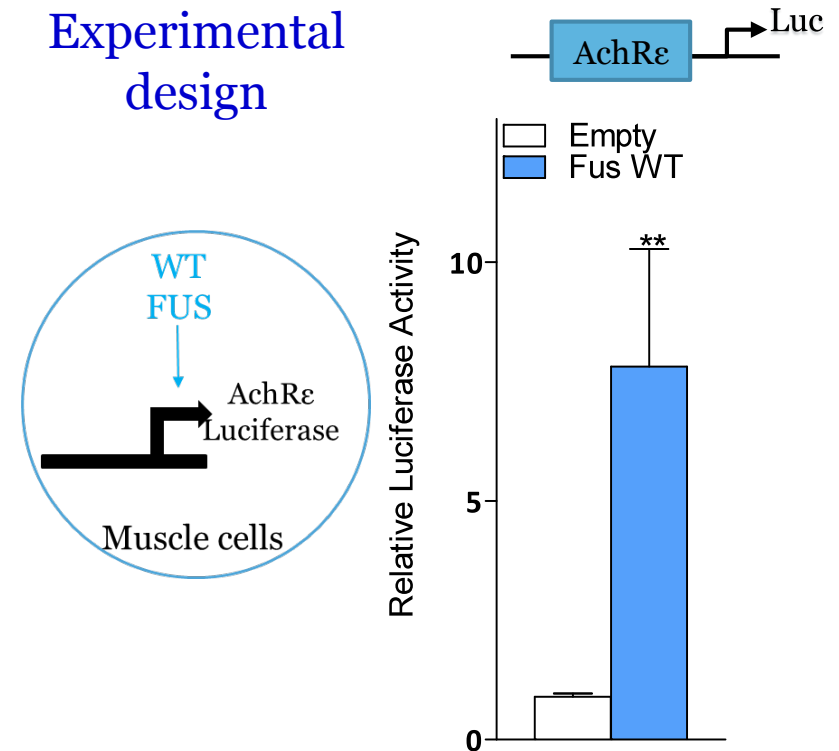 Experimental
design
WT
FUS
AchRε
Luciferase
Muscle cells
AchRε
Luc
Empty
Fus WT
Relative Luciferase Activity
**
10
5
0